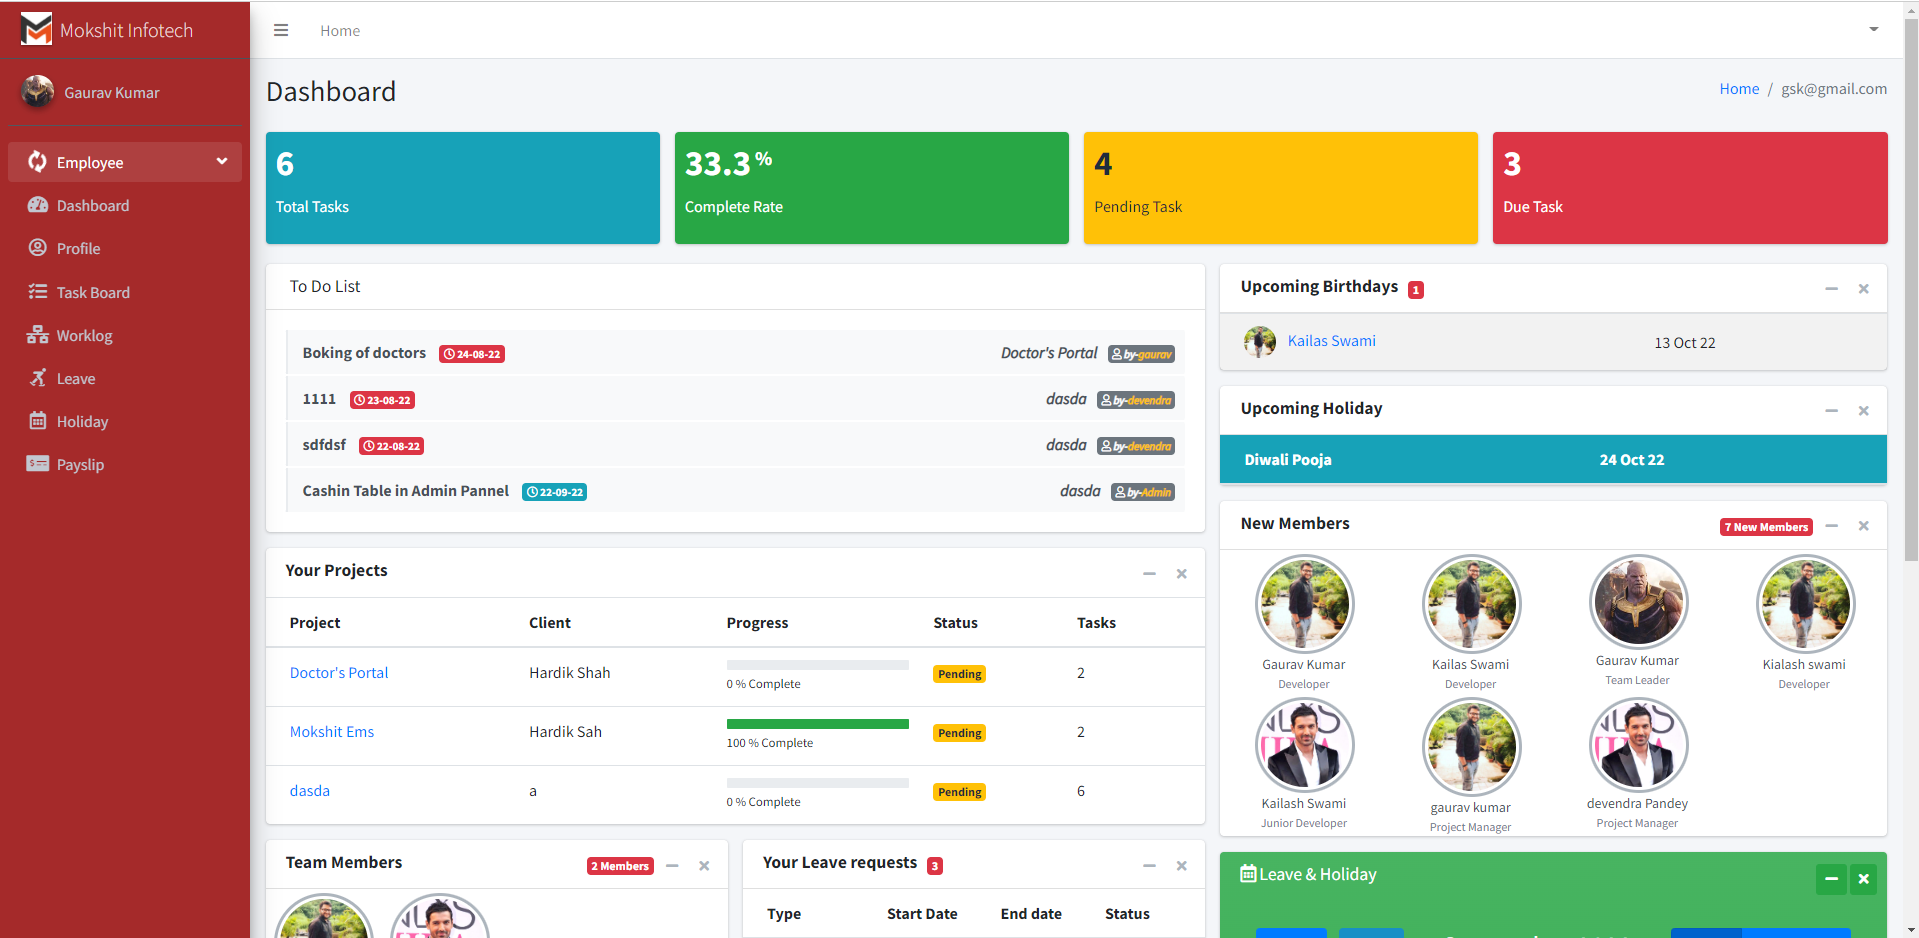 Mokshit Infotech
Home
Gaurav Kumar
Employee
Dashboard
Profile
Task Board
Worklog
Leave
Holiday
Payslip
Dashboard
Home / gsk@gmail.com
6
Total Tasks
33.3 %
Complete Rate
4
Pending Task
3
Due Task
To Do List
Boking of doctors 24-08-22 Doctor's Portal by-gaurav
1111 23-08-22 dasda by-devendra
sdfdsf 22-08-22 dasda by-devendra
Cashin Table in Admin Pannel 22-09-22 dasda by-Admin
Your Projects
Project Client Progress Status Tasks
Doctor's Portal Hardik Shah 0 % Complete Pending 2
Mokshit Ems Hardik Sah 100 % Complete Pending 2
dasda a 0 % Complete Pending 6
Team Members 2 Members
Your Leave requests 3
Type Start Date End date Status
Upcoming Birthdays 1
Kailas Swami 13 Oct 22
Upcoming Holiday
Diwali Pooja 24 Oct 22
New Members 7 New Members
Gaurav Kumar
Developer
Kailas Swami
Developer
Gaurav Kumar
Team Leader
Kialash swami
Developer
Kailash Swami
Junior Developer
gaurav kumar
Project Manager
devendra Pandey
Project Manager
Leave & Holiday